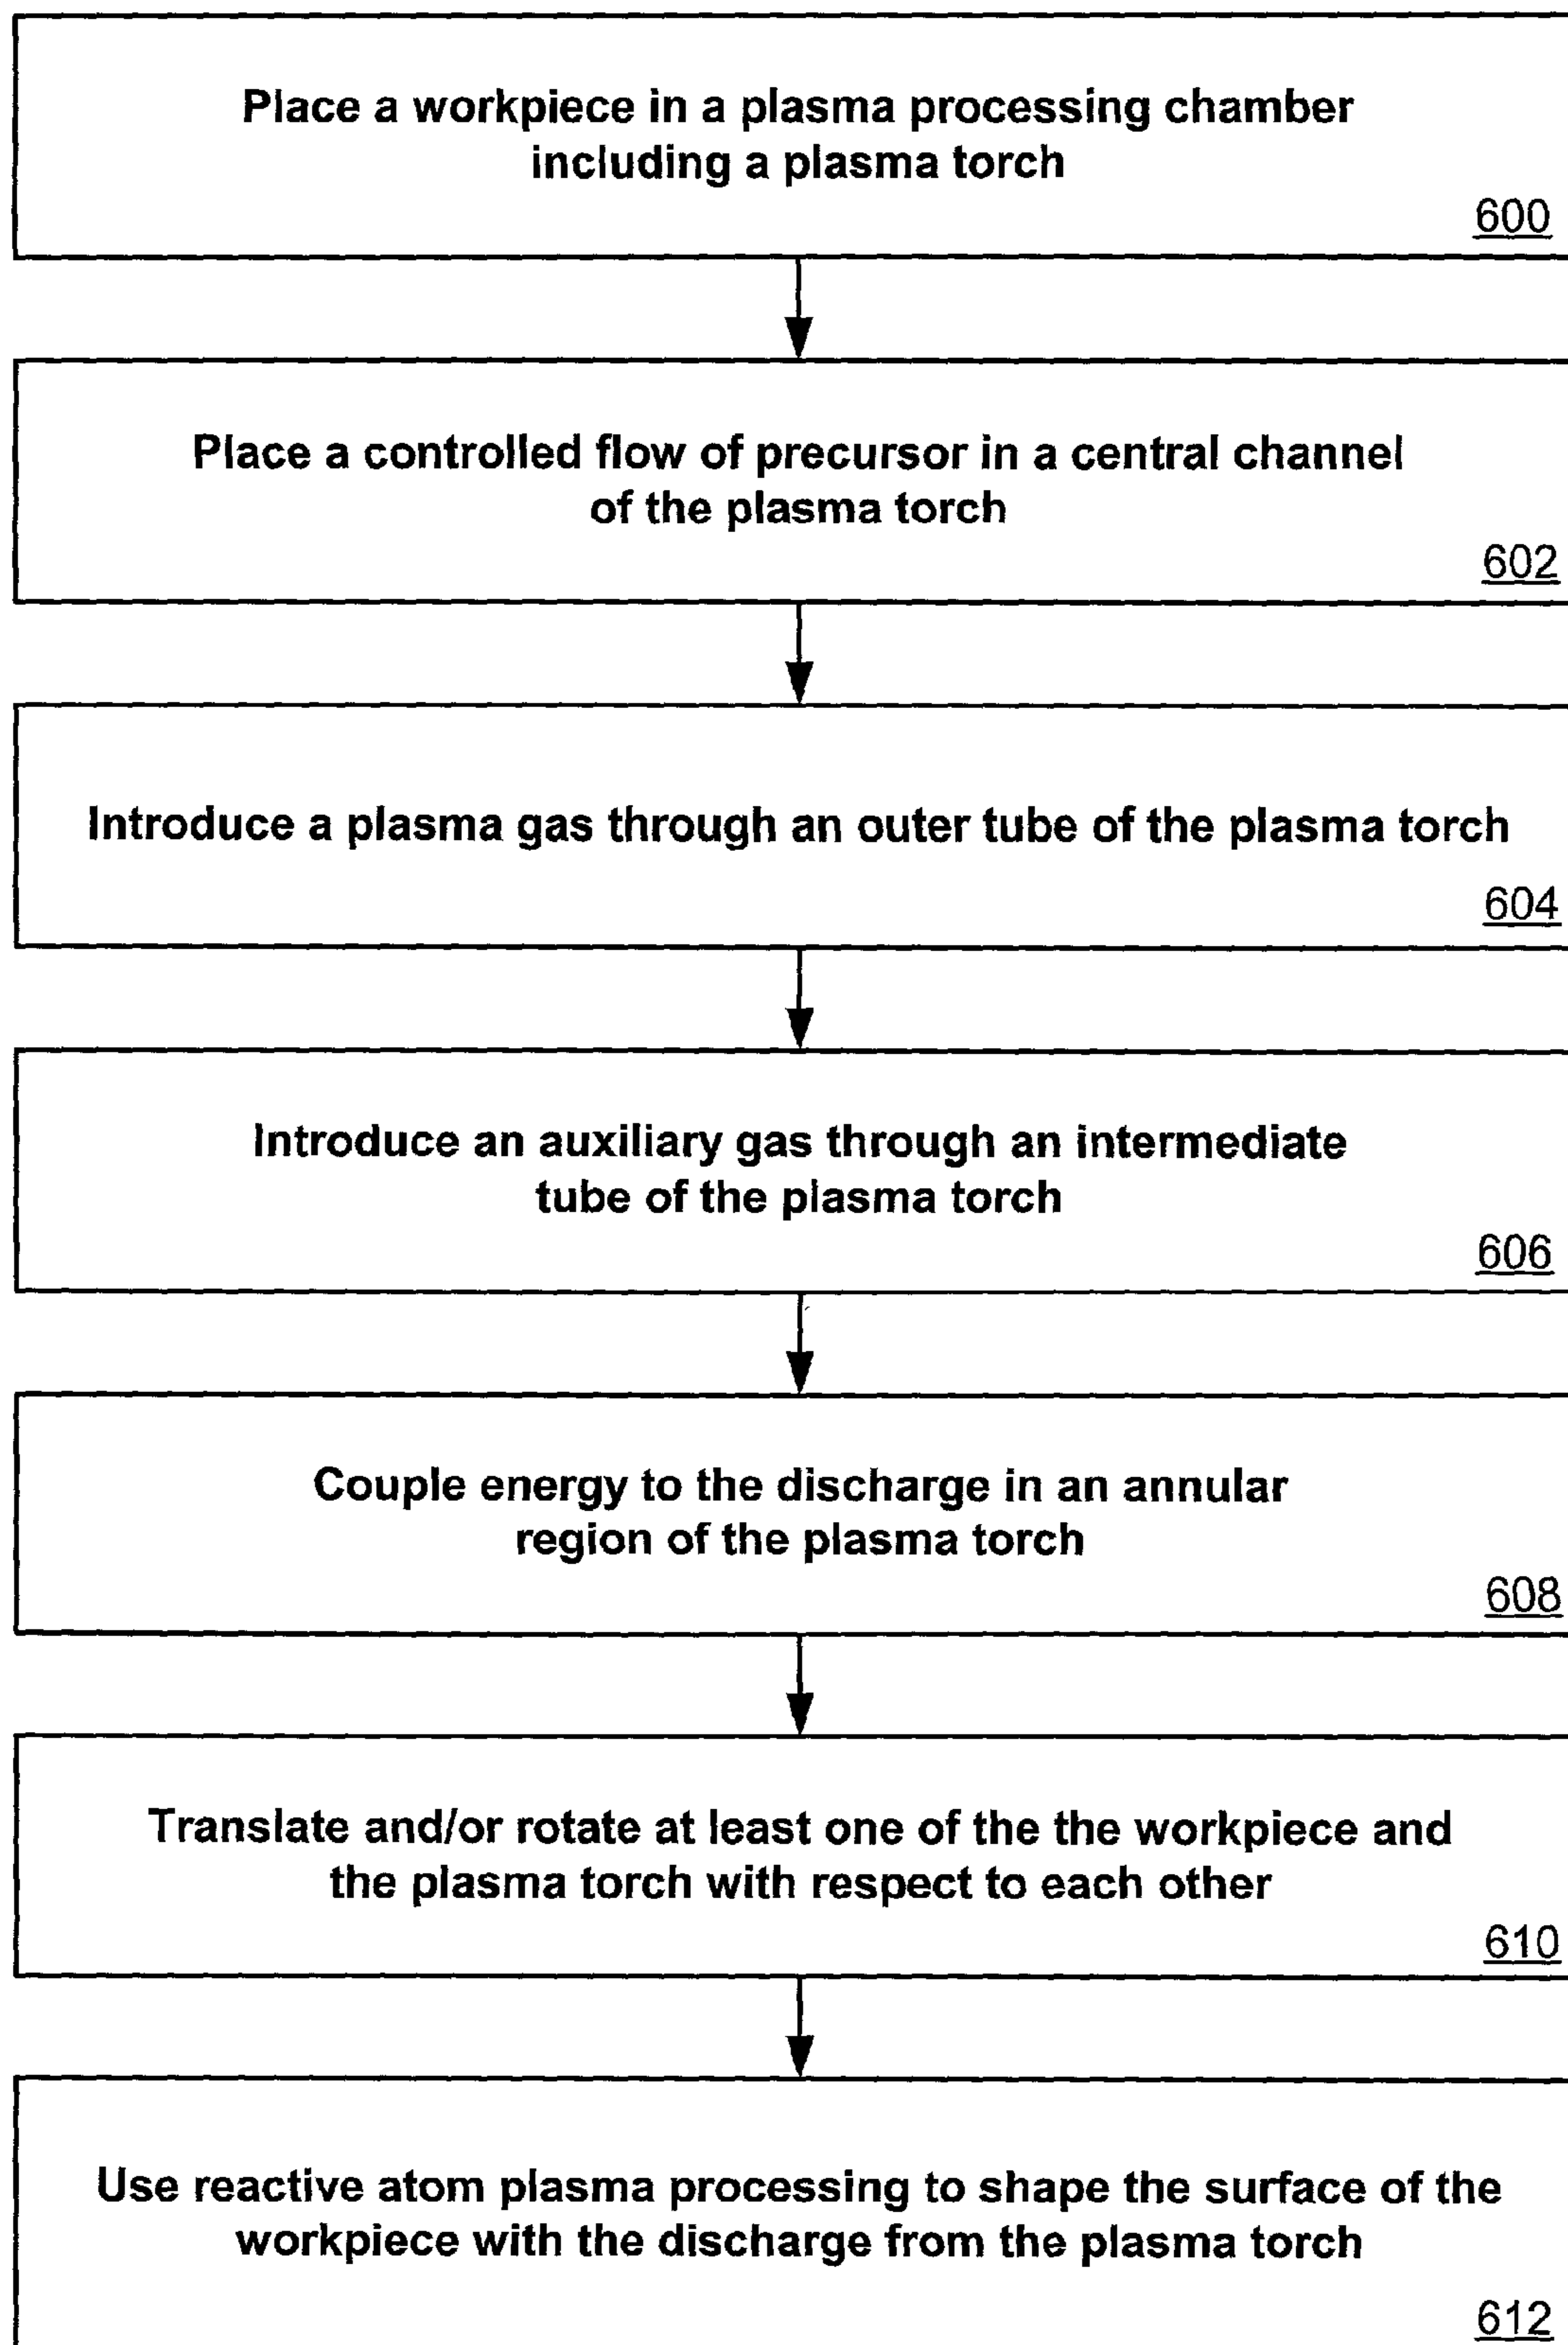 Place a workpiece in a plasma processing chamber
including a plasma torch
600
Place a controlled flow of precursor in a central channel
of the plasma torch
602
Introduce a plasma gas through an outer tube of the plasma torch
604
Introduce an auxiliary gas through an intermediate
tube of the plasma torch
606
Couple energy to the discharge in an annular
region of the plasma torch
608
Translate and/or rotate at least one of the the workpiece and
the plasma torch with respect to each other
610
Use reactive atom plasma processing to shape the surface of the
workpiece with the discharge from the plasma torch
612